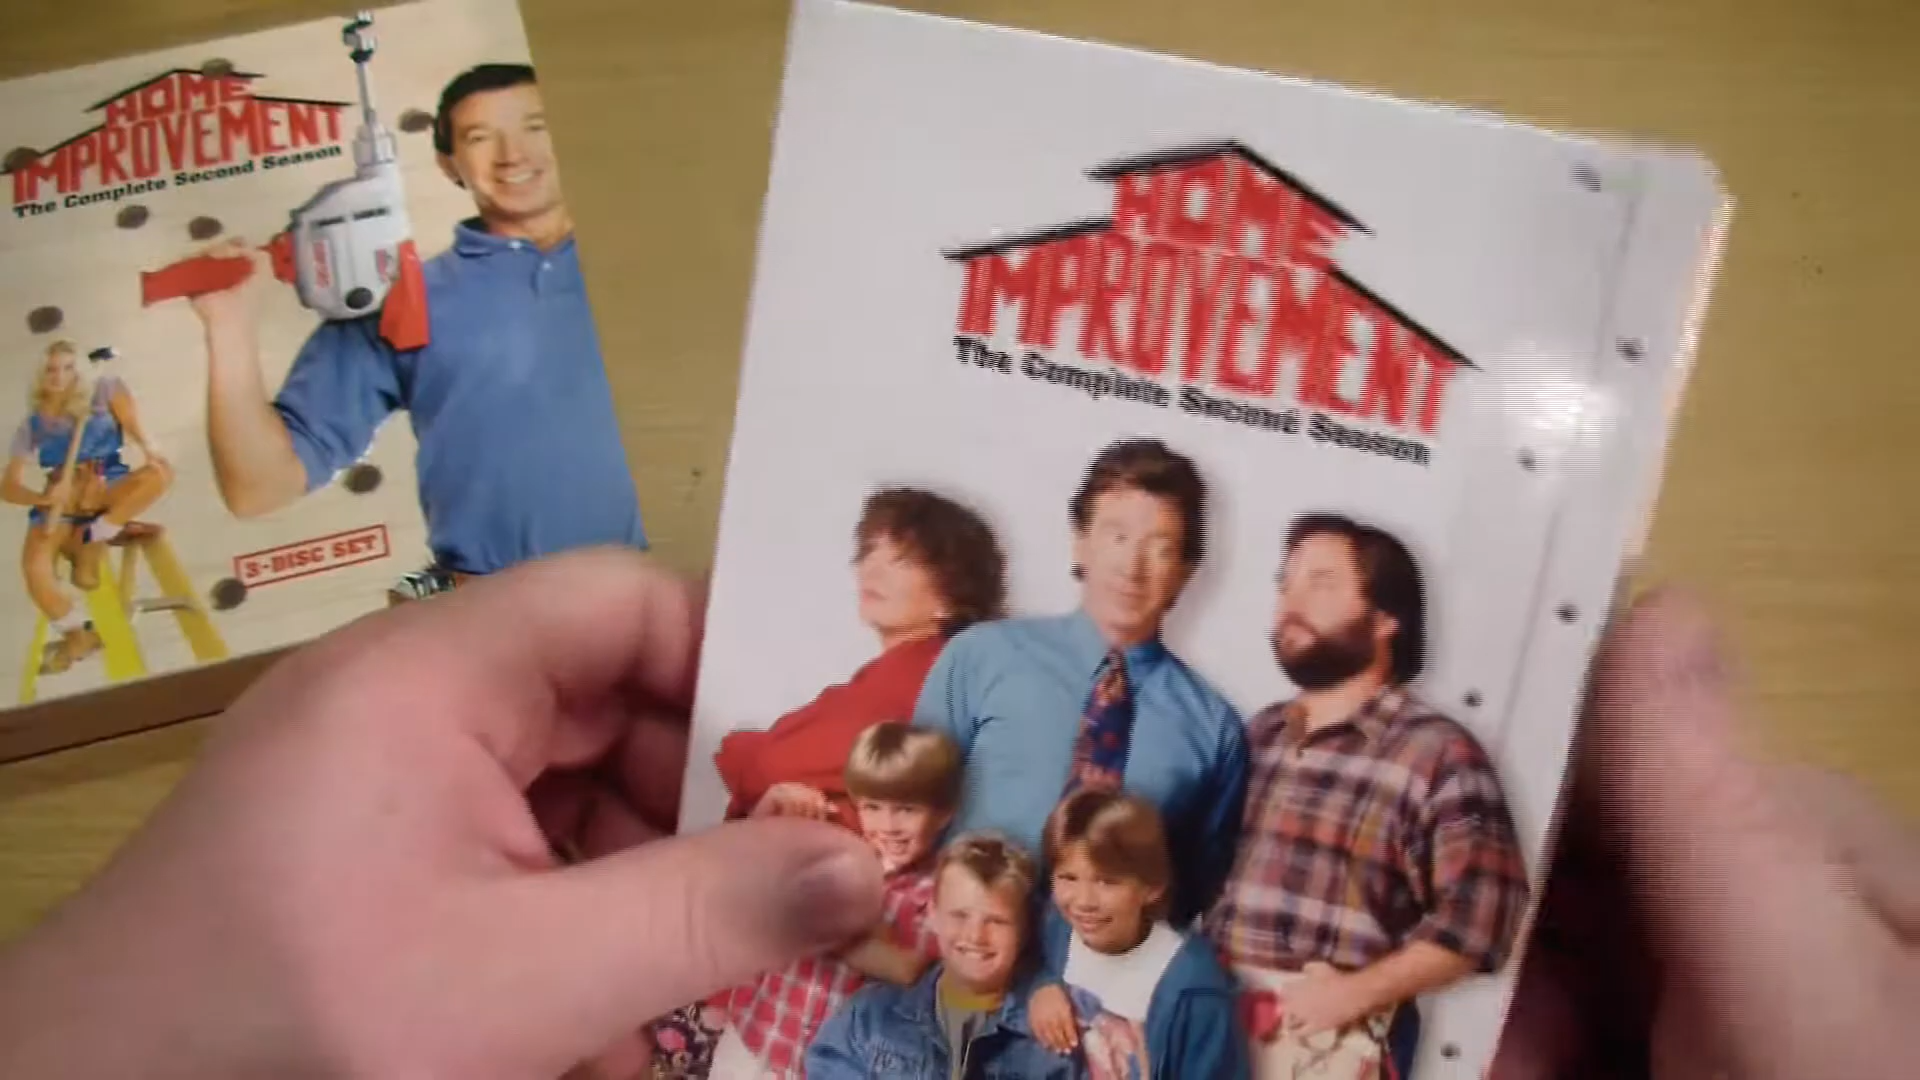 HOME
IMPROVEMENT
The Complete Second Season
3-DISC SET
HOME
IMPROVEMENT
The Complete Second Season